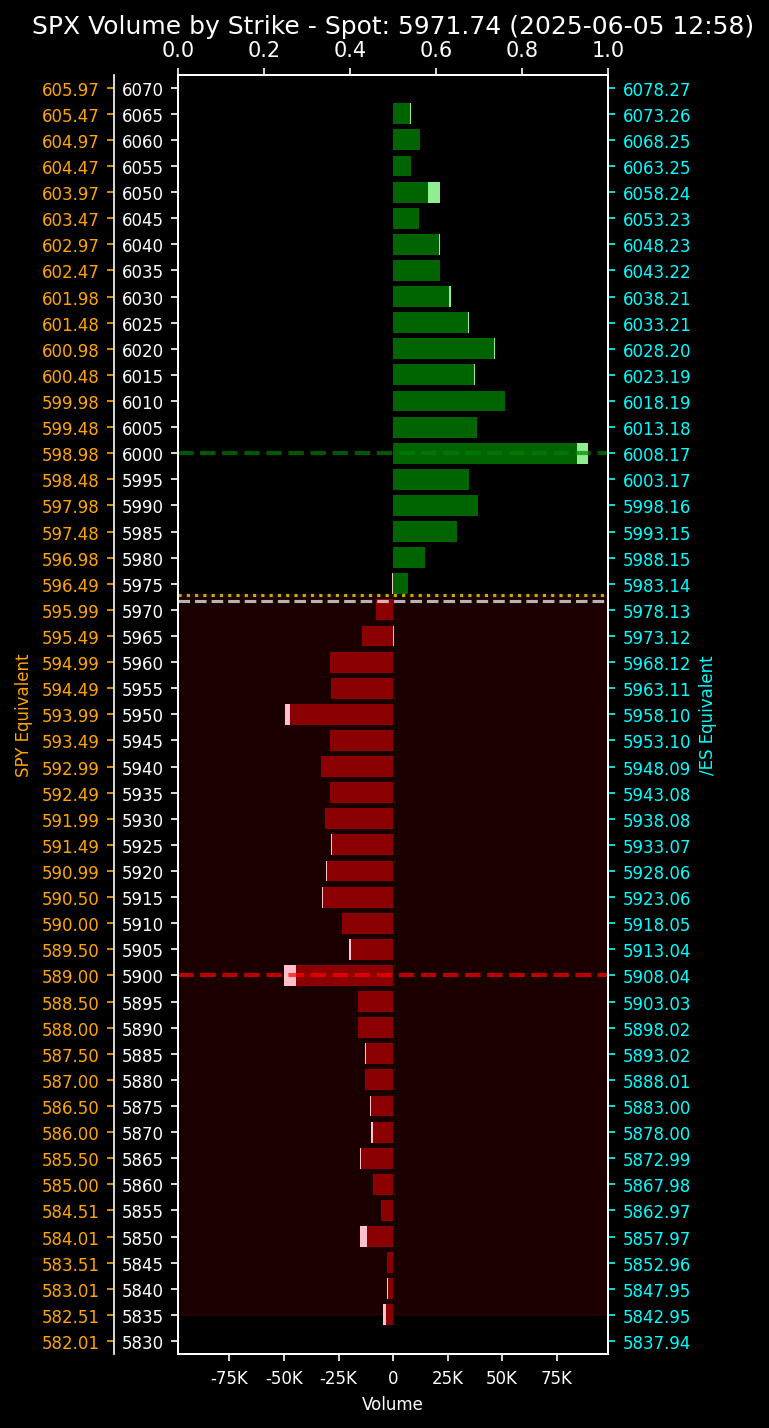 SPX Volume by Strike - Spot: 5971.74 (2025-06-05 12:58)
0.0 0.2 0.4 0.6 0.8 1.0
605.97 6070 6078.27
605.47 6065 6073.26
604.97 6060 6068.25
604.47 6055 6063.25
603.97 6050 6058.24
603.47 6045 6053.23
602.97 6040 6048.23
602.47 6035 6043.22
601.98 6030 6038.21
601.48 6025 6033.21
600.98 6020 6028.20
600.48 6015 6023.19
599.98 6010 6018.19
599.48 6005 6013.18
598.98 6000 6008.17
598.48 5995 6003.17
597.98 5990 5998.16
597.48 5985 5993.15
596.98 5980 5988.15
596.49 5975 5983.14
595.99 5970 5978.13
595.49 5965 5973.12
594.99 5960 5968.12
594.49 5955 5963.11
593.99 5950 5958.10
593.49 5945 5953.10
592.99 5940 5948.09
592.49 5935 5943.08
591.99 5930 5938.08
591.49 5925 5933.07
590.99 5920 5928.06
590.50 5915 5923.06
590.00 5910 5918.05
589.50 5905 5913.04
589.00 5900 5908.04
588.50 5895 5903.03
588.00 5890 5898.02
587.50 5885 5893.02
587.00 5880 5888.01
586.50 5875 5883.00
586.00 5870 5878.00
585.50 5865 5872.99
585.00 5860 5867.98
584.51 5855 5862.97
584.01 5850 5857.97
583.51 5845 5852.96
583.01 5840 5847.95
582.51 5835 5842.95
582.01 5830 5837.94
SPY Equivalent
/ES Equivalent
-75K -50K -25K 0 25K 50K 75K
Volume